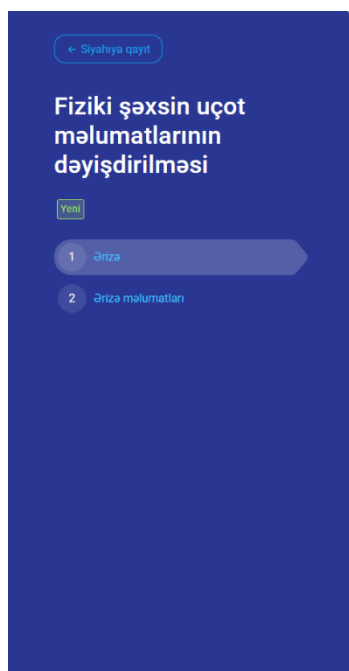 ← Siyahıya qayıt
Fiziki şəxsin uçot
məlumatlarının
dəyişdirilməsi
Yeni
1 Ərizə
2 Ərizə məlumatları